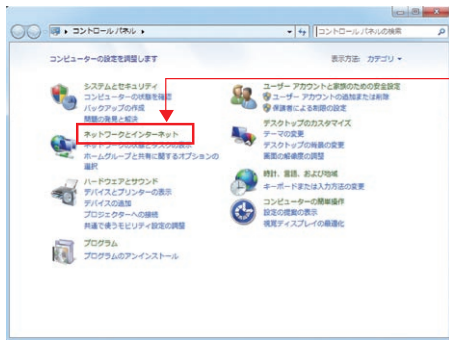 コントロール パネル
コントロール パネルの検索
コンピューターの設定を調整します
表示方法: カテゴリ
システムとセキュリティ
コンピューターの状態を確認
バックアップの作成
問題の発見と解決
ネットワークとインターネット
ネットワークの状態とタスクの表示
ホームグループと共有に関するオプションの
選択
ハードウェアとサウンド
デバイスとプリンターの表示
デバイスの追加
プロジェクターへの接続
共通で使うモビリティ設定の調整
プログラム
プログラムのアンインストール
ユーザー アカウントと家族のための安全設定
ユーザー アカウントの追加または削除
保護者による制限の設定
デスクトップのカスタマイズ
テーマの変更
デスクトップの背景の変更
画面の解像度の調整
時計、言語、および地域
キーボードまたは入力方法の変更
コンピューターの簡単操作
設定の提案の表示
視覚ディスプレイの最適化